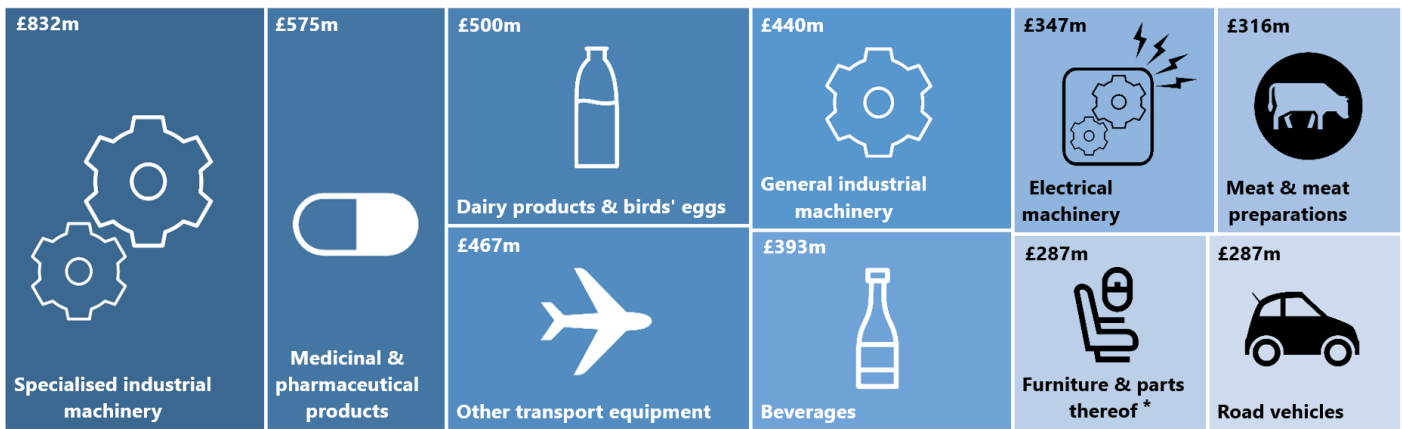 £832m
Specialised industrial
machinery
£575m
Medicinal &
pharmaceutical
products
£500m
Dairy products & birds' eggs
£467m
Other transport equipment
£440m
General industrial
machinery
£393m
Beverages
£347m
Electrical
machinery
£316m
Meat & meat
preparations
£287m
Furniture & parts
thereof *
£287m
Road vehicles